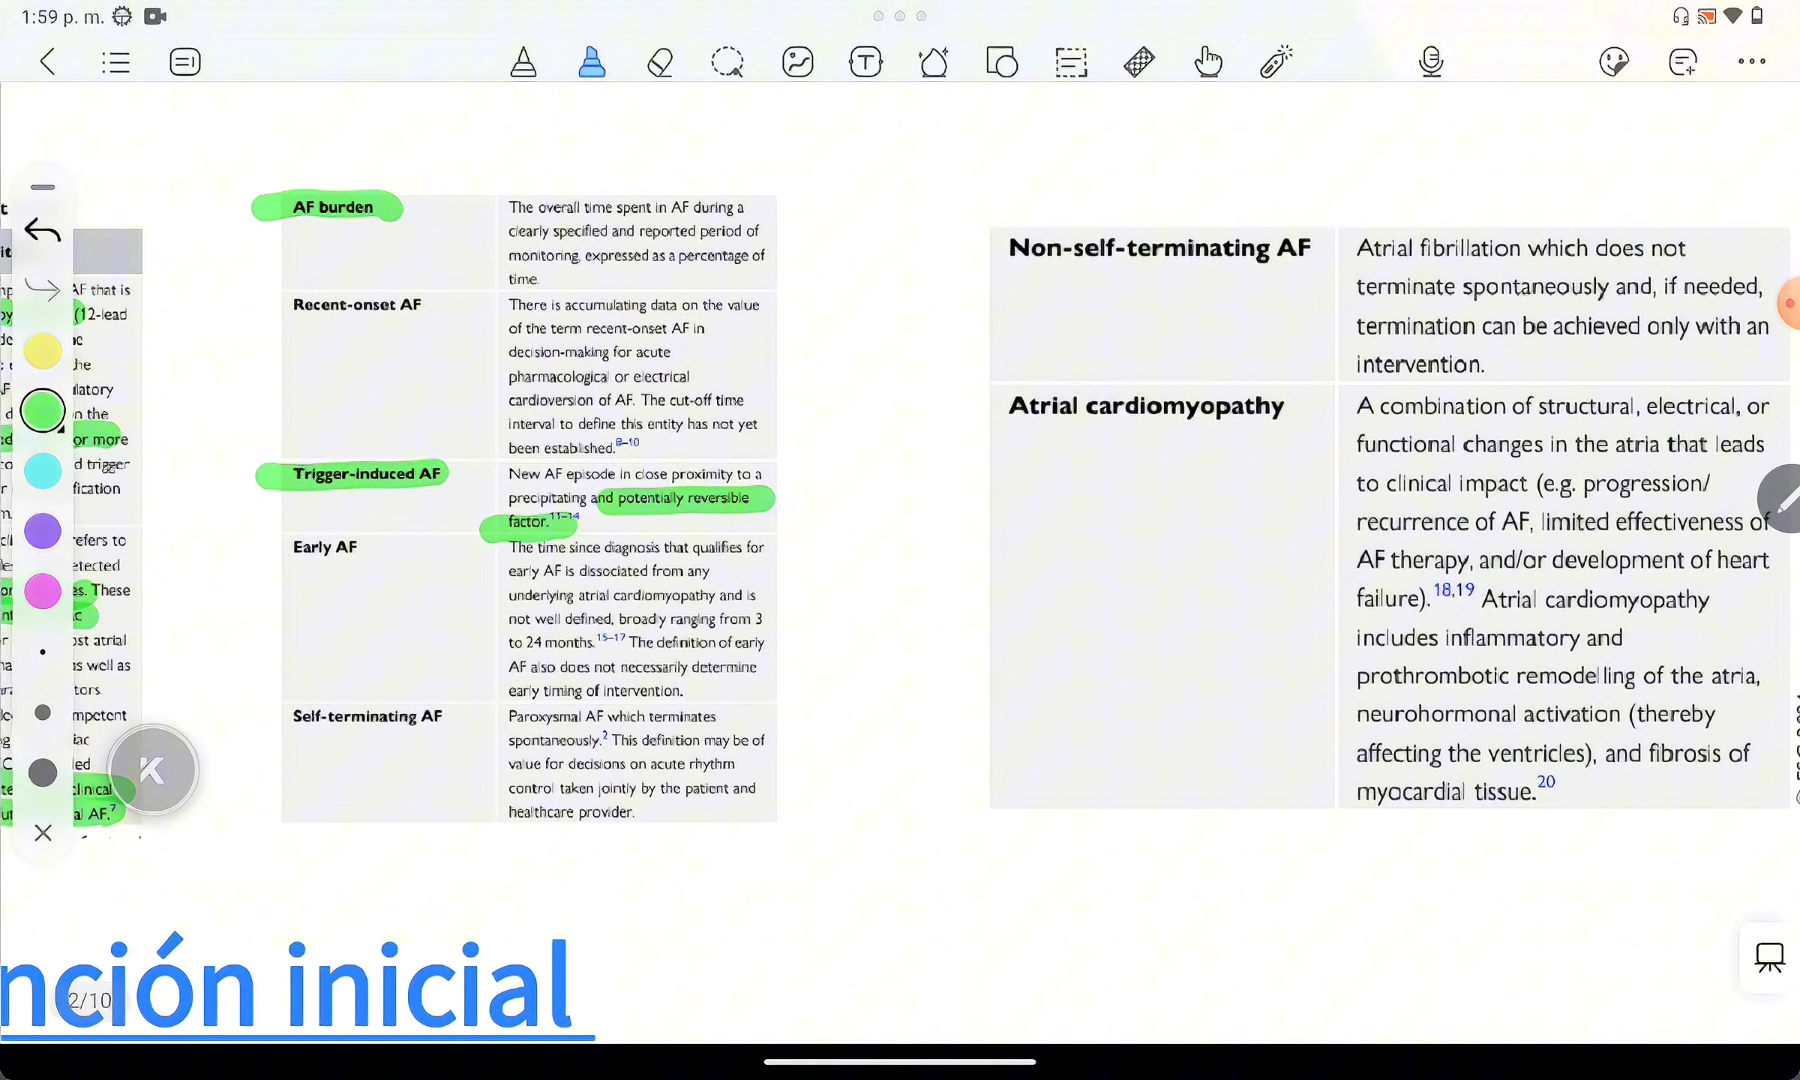 1:59 p. m.
AF that is
(12-lead
the
latory
n the
or more
d trigger
fication
refers to
etected
es. These
ost atrial
as well as
tors.
mpetent
iac
led
clinical
al AF.7
AF burden
The overall time spent in AF during a
clearly specified and reported period of
monitoring, expressed as a percentage of
time.
Recent-onset AF
There is accumulating data on the value
of the term recent-onset AF in
decision-making for acute
pharmacological or electrical
cardioversion of AF. The cut-off time
interval to define this entity has not yet
been established.8–10
Trigger-induced AF
New AF episode in close proximity to a
precipitating and potentially reversible
factor.11–14
Early AF
The time since diagnosis that qualifies for
early AF is dissociated from any
underlying atrial cardiomyopathy and is
not well defined, broadly ranging from 3
to 24 months.15–17 The definition of early
AF also does not necessarily determine
early timing of intervention.
Self-terminating AF
Paroxysmal AF which terminates
spontaneously.2 This definition may be of
value for decisions on acute rhythm
control taken jointly by the patient and
healthcare provider.
Non-self-terminating AF
Atrial fibrillation which does not
terminate spontaneously and, if needed,
termination can be achieved only with an
intervention.
Atrial cardiomyopathy
A combination of structural, electrical, or
functional changes in the atria that leads
to clinical impact (e.g. progression/
recurrence of AF, limited effectiveness of
AF therapy, and/or development of heart
failure).18,19 Atrial cardiomyopathy
includes inflammatory and
prothrombotic remodelling of the atria,
neurohormonal activation (thereby
affecting the ventricles), and fibrosis of
myocardial tissue.20
K
nción inicial
2/10